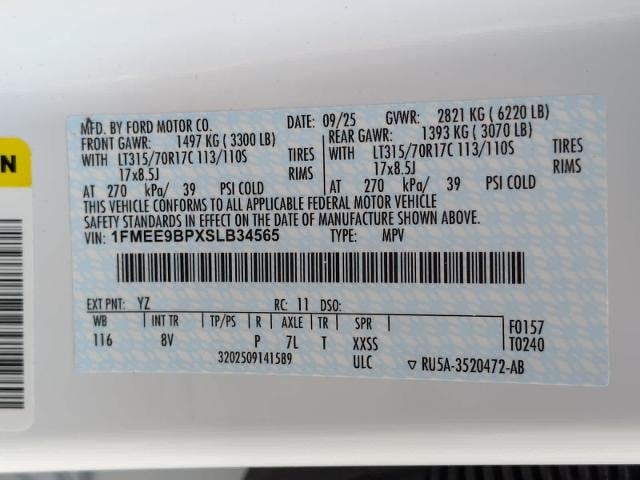 MFD. BY FORD MOTOR CO. DATE: 09/25 GVWR: 2821 KG ( 6220 LB)
FRONT GAWR: 1497 KG ( 3300 LB) REAR GAWR: 1393 KG ( 3070 LB)
WITH LT315/70R17C 113/110S TIRES WITH LT315/70R17C 113/110S TIRES
17x8.5J RIMS 17x8.5J RIMS
AT 270 kPa/ 39 PSI COLD AT 270 kPa/ 39 PSI COLD
THIS VEHICLE CONFORMS TO ALL APPLICABLE FEDERAL MOTOR VEHICLE
SAFETY STANDARDS IN EFFECT ON THE DATE OF MANUFACTURE SHOWN ABOVE.
VIN: 1FMEE9BPXSLB34565 TYPE: MPV
EXT PNT: YZ RC: 11 DSO:
WB INT TR TP/PS R AXLE TR SPR F0157
116 8V P 7L T XXSS T0240
3202509141589 ULC ▽ RU5A-3520472-AB
N